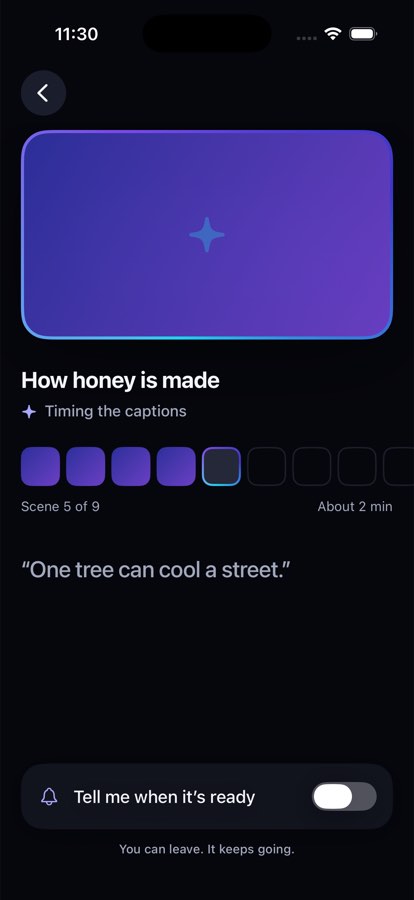 11:30
How honey is made
Timing the captions
Scene 5 of 9
About 2 min
“One tree can cool a street.”
Tell me when it’s ready
You can leave. It keeps going.